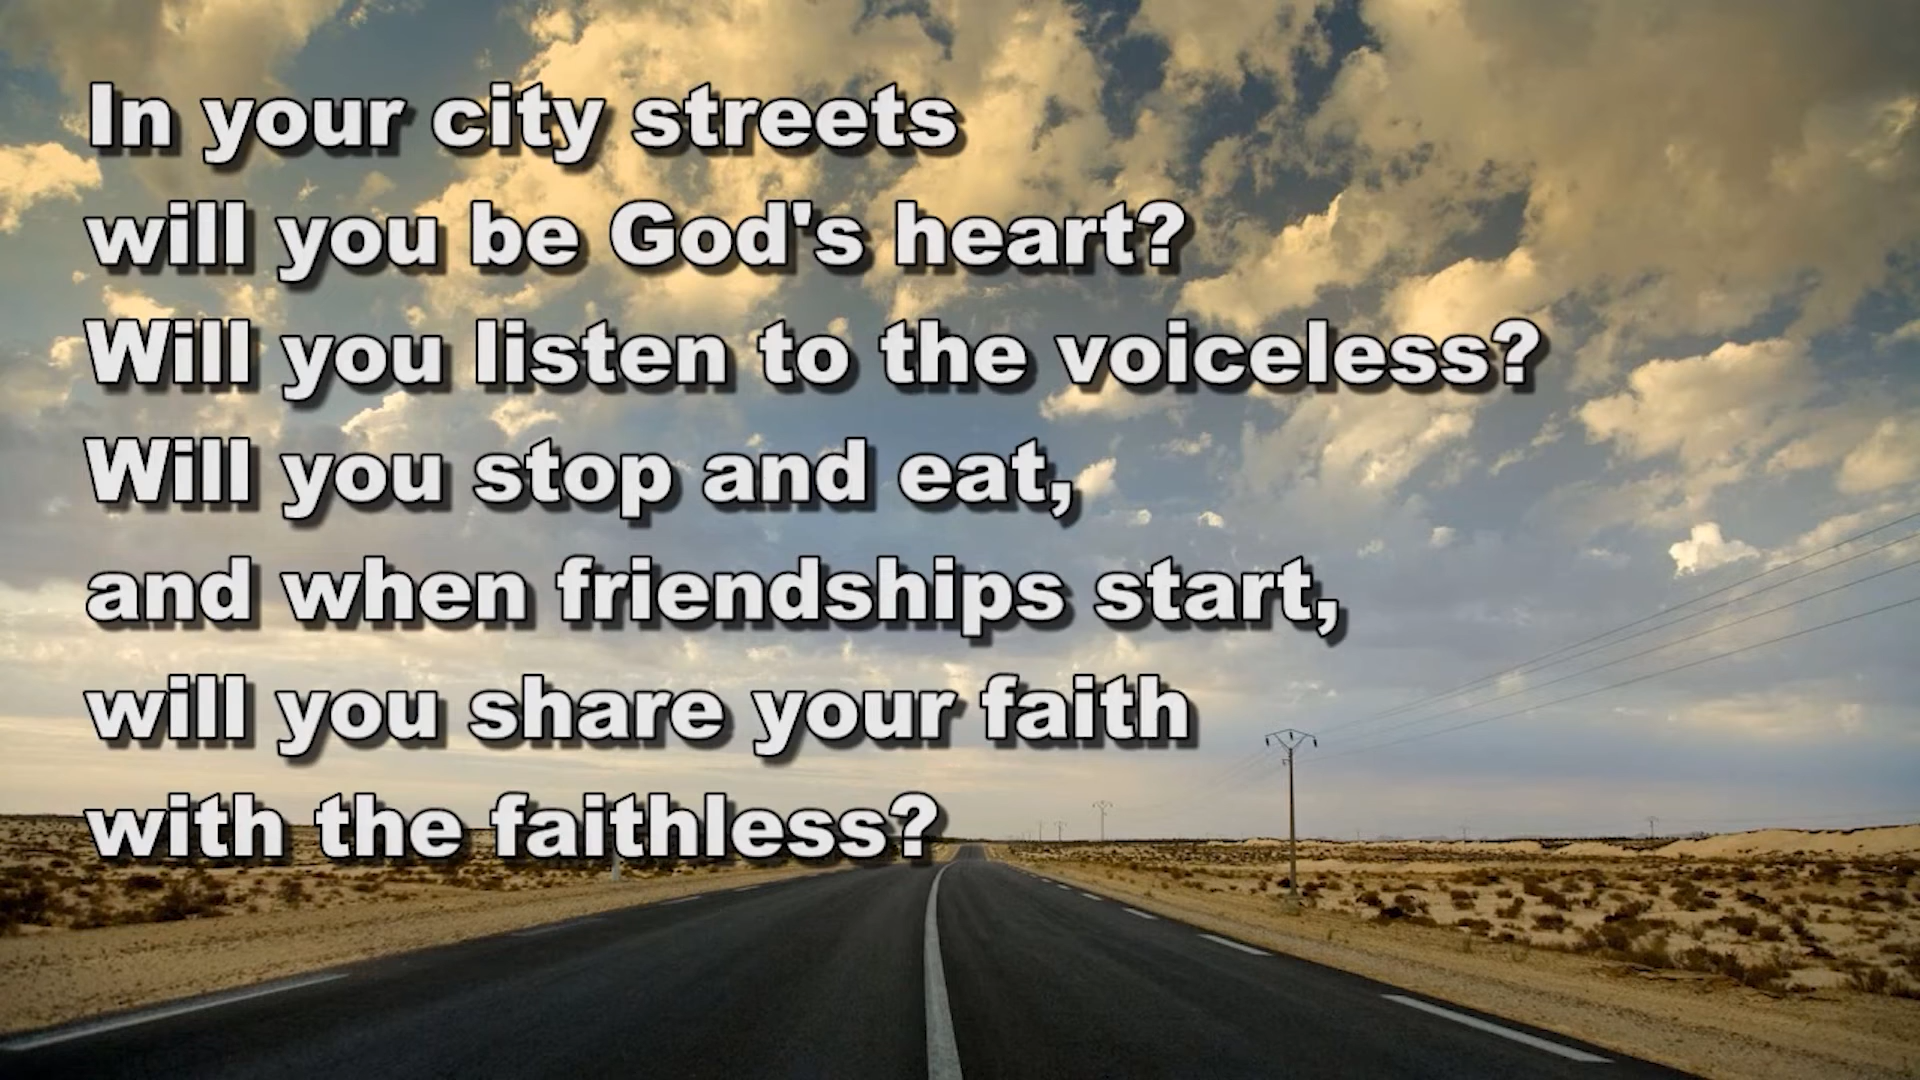 In your city streets
will you be God's heart?
Will you listen to the voiceless?
Will you stop and eat,
and when friendships start,
will you share your faith
with the faithless?